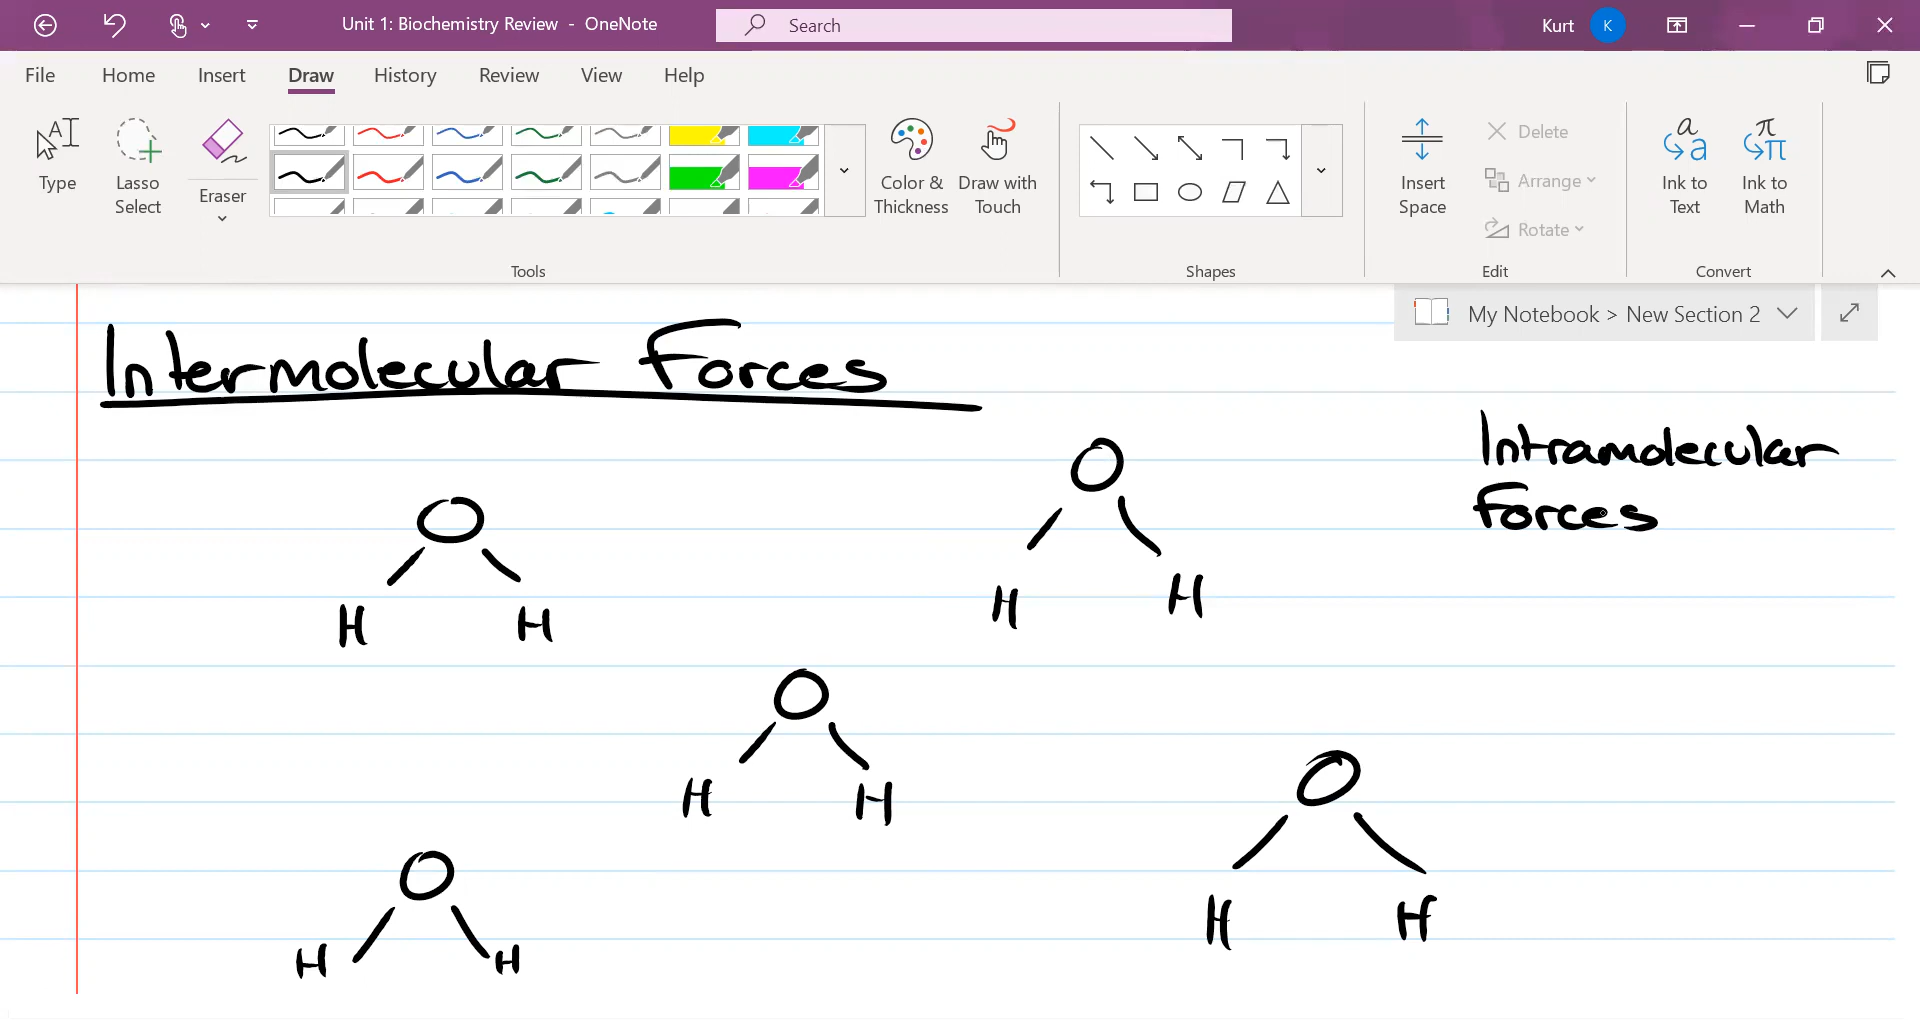 Unit 1: Biochemistry Review - OneNote
Search
Kurt K
File Home Insert Draw History Review View Help
Type
Lasso Select
Eraser
Color & Thickness
Draw with Touch
Insert Space
Delete
Arrange
Rotate
a
a
Ink to Text
π
π
Ink to Math
Tools
Shapes
Edit
Convert
My Notebook > New Section 2
Intermolecular Forces
Intramolecular
Forces
O
H H
O
H H
O
H H
O
H H
O
H H